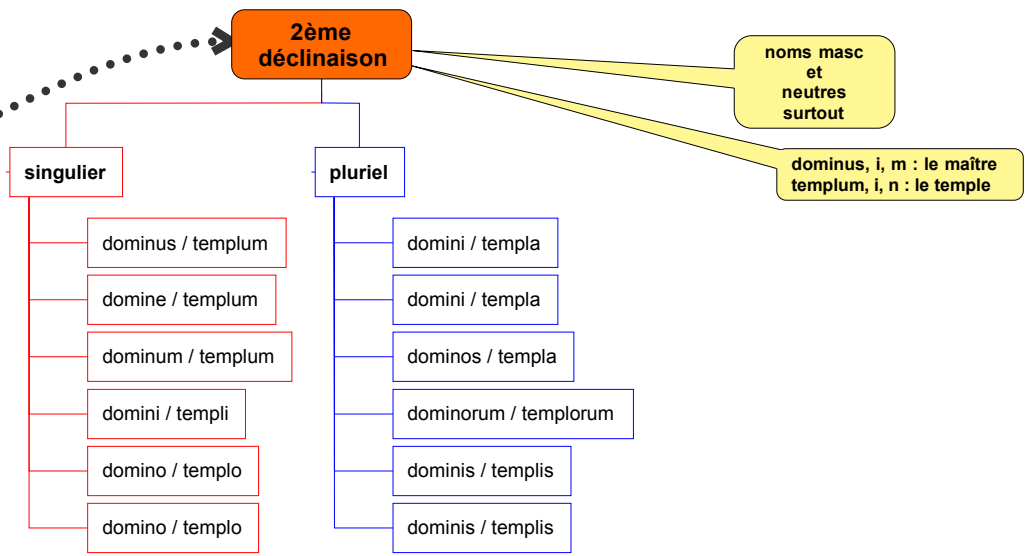 2ème
déclinaison
noms masc
et
neutres
surtout
dominus, i, m : le maître
templum, i, n : le temple
singulier
dominus / templum
domine / templum
dominum / templum
domini / templi
domino / templo
domino / templo
pluriel
domini / templa
domini / templa
dominos / templa
dominorum / templorum
dominis / templis
dominis / templis